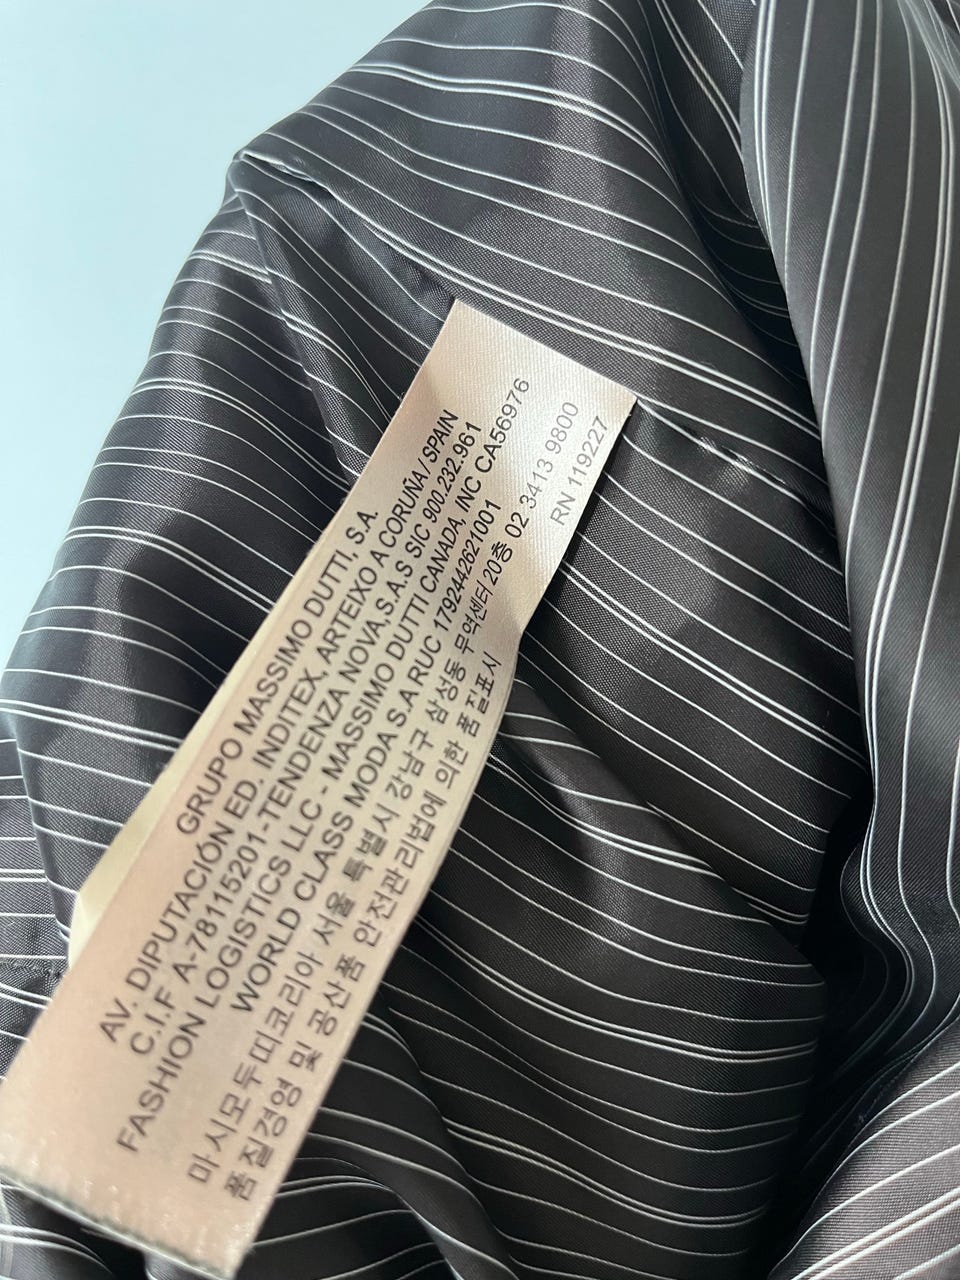 GRUPO MASSIMO DUTTI, S.A.
AV. DIPUTACIÓN ED. INDITEX, ARTEIXO A CORUÑA / SPAIN
C.I.F A-78115201-TENDENZA NOVA,S.A.S SIC 900.232.961
FASHION LOGISTICS LLC - MASSIMO DUTTI CANADA, INC CA56976
WORLD CLASS MODA S.A RUC 1792442621001
마시모두띠코리아 서울 특별시 강남구 삼성동 무역센터 20층 02 3413 9800
품질경영 및 공산품 안전관리법에 의한 품질표시
RN 119227